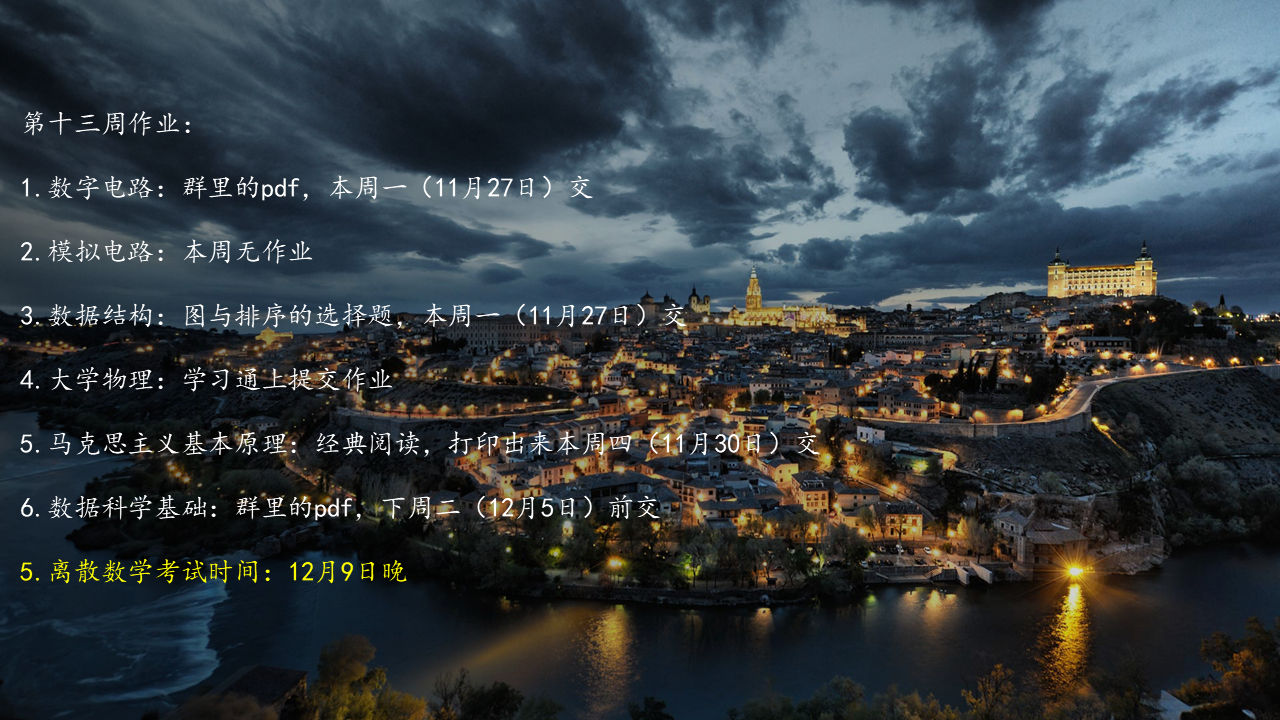 第十三周作业：
1.数字电路：群里的pdf，本周一（11月27日）交
2.模拟电路：本周无作业
3.数据结构：图与排序的选择题，本周一（11月27日）交
4.大学物理：学习通上提交作业
5.马克思主义基本原理：经典阅读，打印出来本周四（11月30日）交
6.数据科学基础：群里的pdf，下周二（12月5日）前交
5.离散数学考试时间：12月9日晚